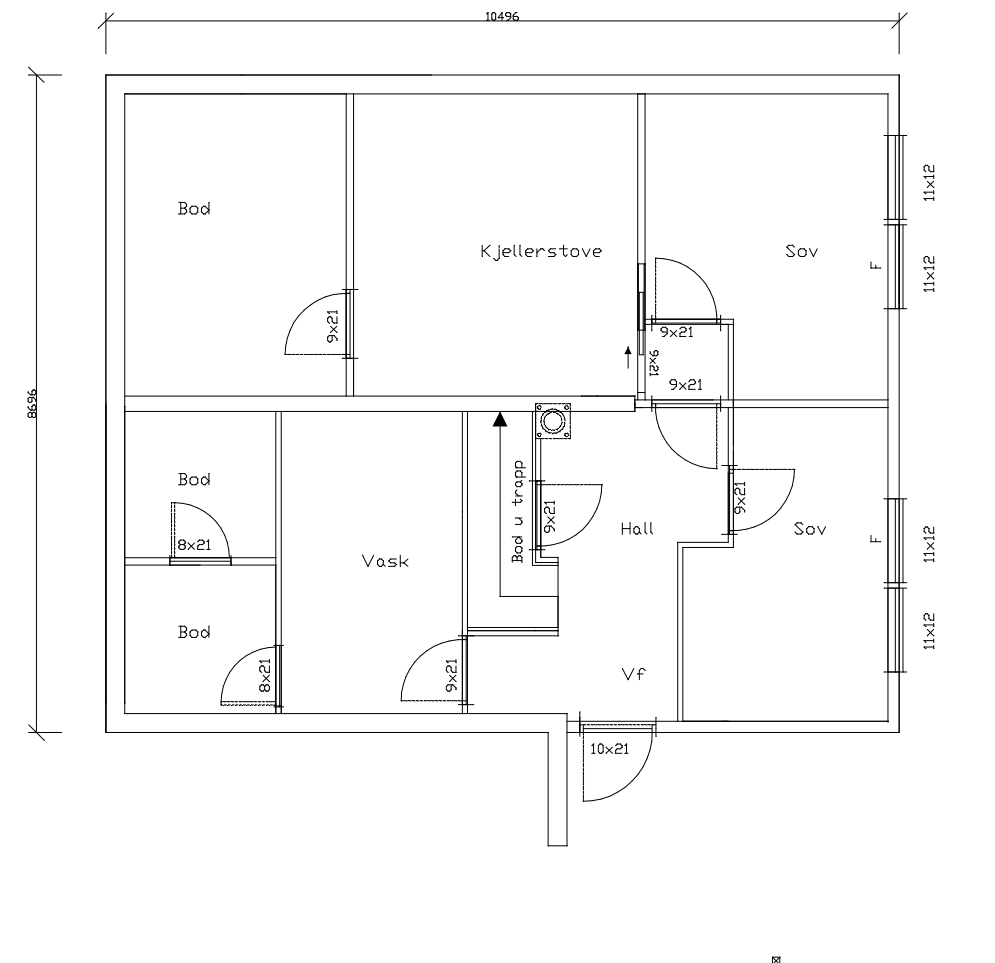 10496
11x12
Bod
Kjellerstove
Sov
F
11x12
9x21
9x21
9x21
9x21
8696
Bod
Bod u trapp
9x21
9x21
Hall
Sov
F
8x21
11x12
Vask
Bod
11x12
8x21
9x21
Vf
10x21